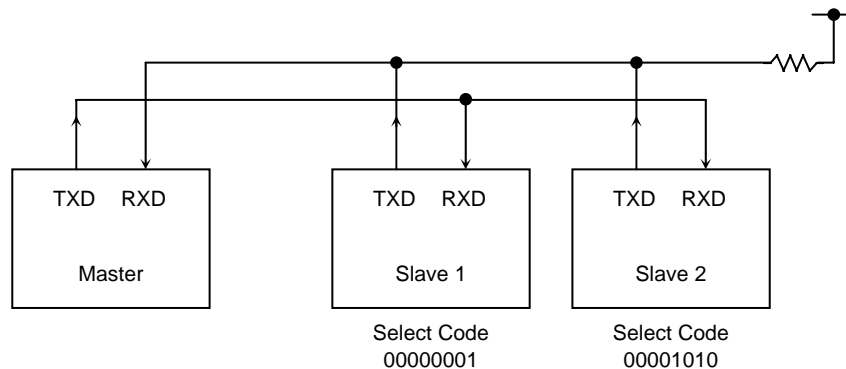 TXD RXD
Master
TXD RXD
Slave 1
Select Code
00000001
TXD RXD
Slave 2
Select Code
00001010